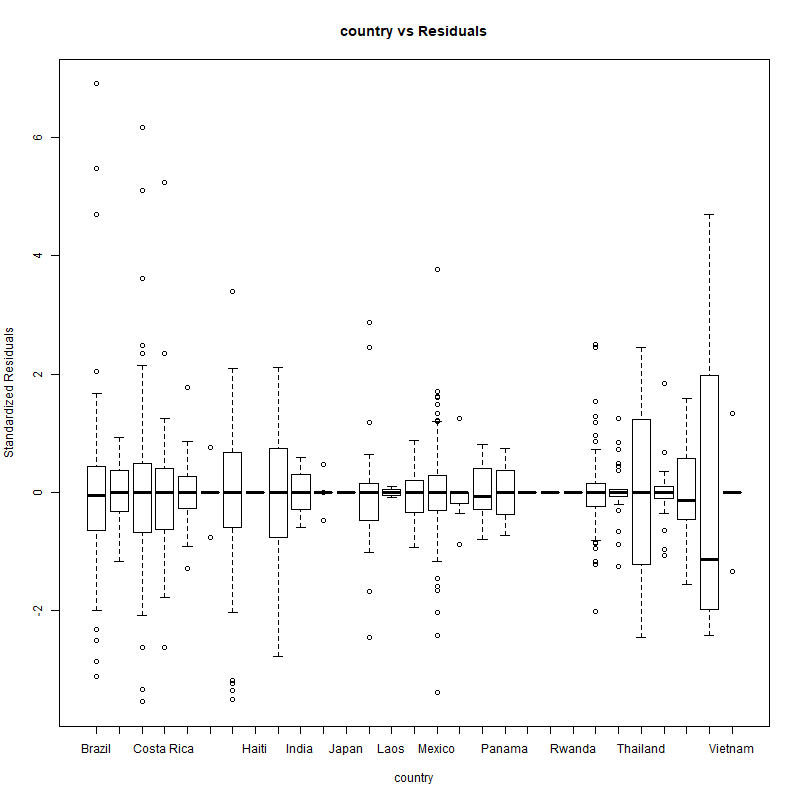 country vs Residuals
Standardized Residuals
6
4
2
0
-2
Brazil Costa Rica Haiti India Japan Laos Mexico Panama Rwanda Thailand Vietnam
country